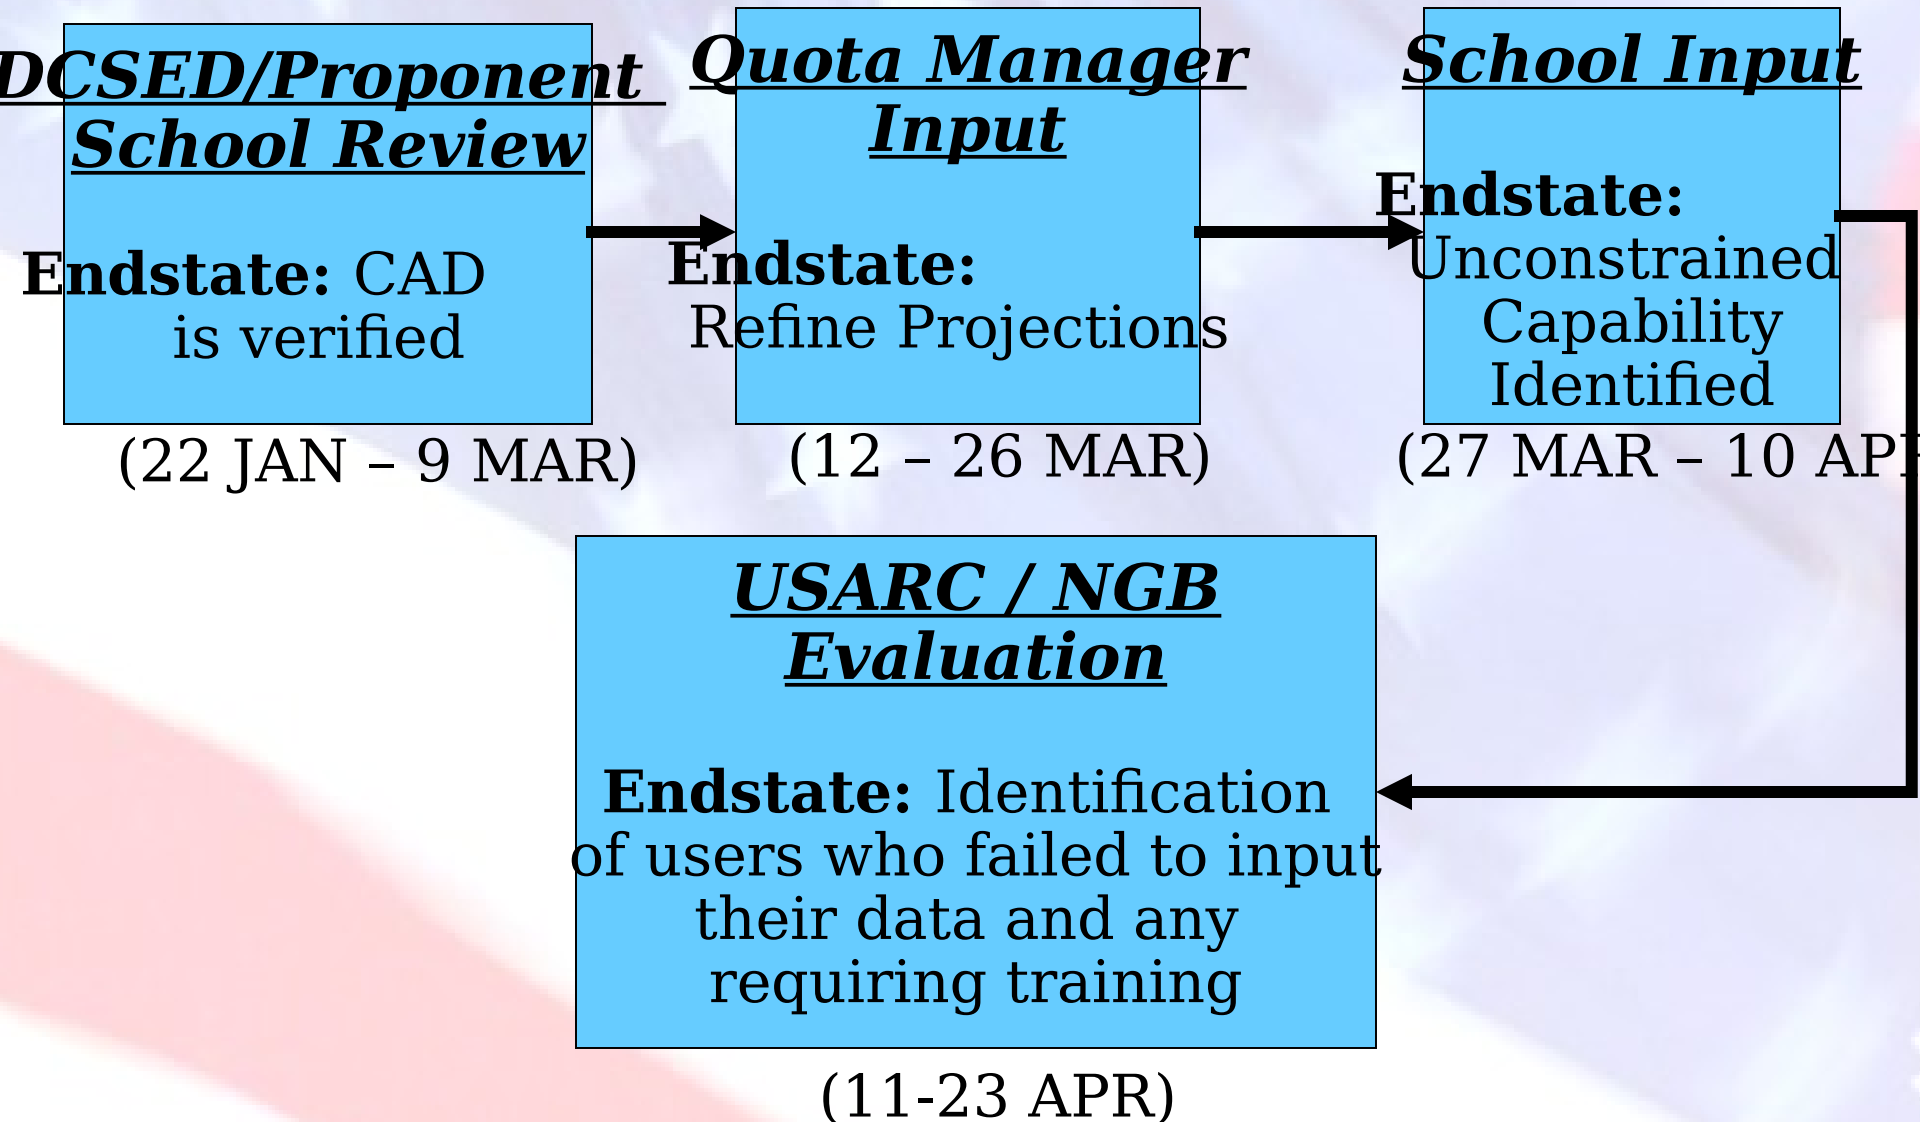 DCSED/Proponent
School Review
Endstate: CAD
is verified
(22 JAN – 9 MAR)
Quota Manager
Input
Endstate:
Refine Projections
(12 – 26 MAR)
School Input
Endstate:
Unconstrained
Capability
Identified
(27 MAR – 10 APR
USARC / NGB
Evaluation
Endstate: Identification
of users who failed to input
their data and any
requiring training
(11-23 APR)